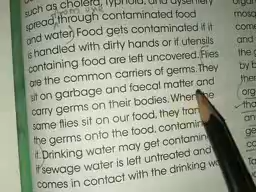 such as cholera, typhoid, and dysentery
spread through contaminated food
and water. Food gets contaminated if it
is handled with dirty hands or if utensils
containing food are left uncovered. Flies
are the common carriers of germs. They
sit on garbage and faecal matter and
carry germs on their bodies. When the
same flies sit on our food, they
the germs onto the food,
it. Drinking water may get
if sewage water is left untreated and
comes in contact with the drinking